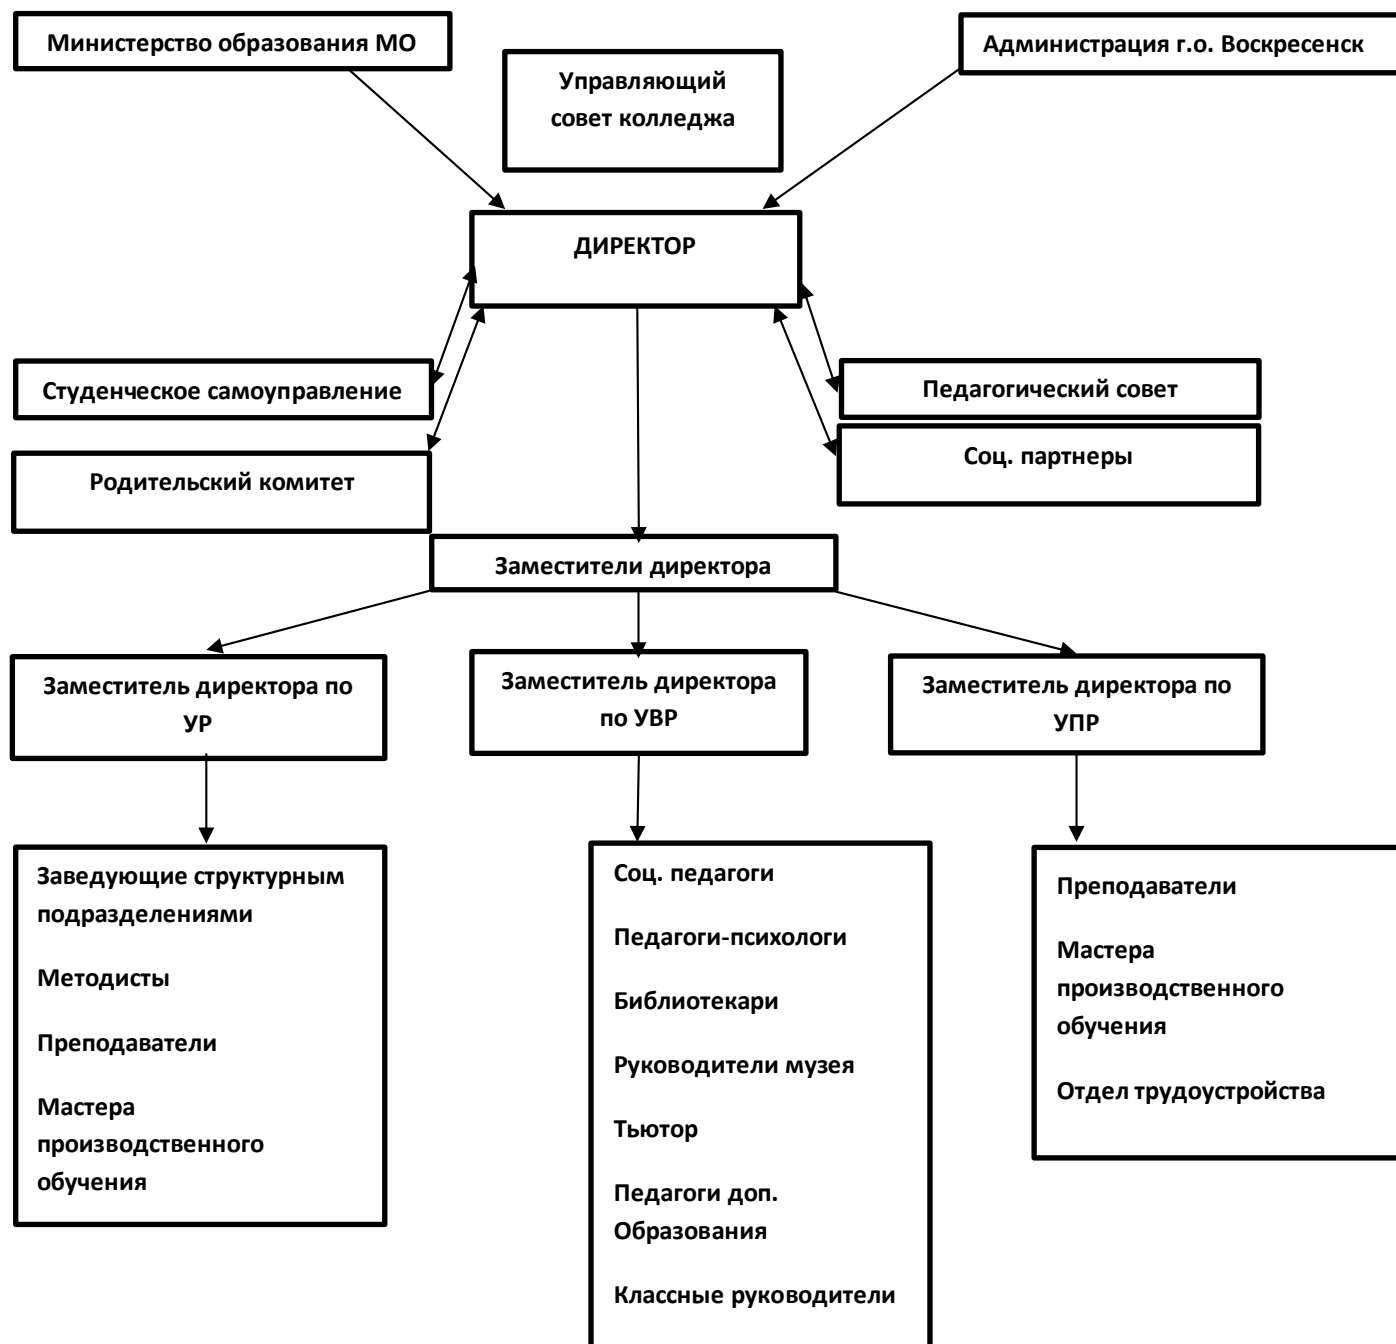 Министерство образования МО
Администрация г.о. Воскресенск
Управляющий
совет колледжа
ДИРЕКТОР
Студенческое самоуправление
Педагогический совет
Родительский комитет
Соц. партнеры
Заместители директора
Заместитель директора по
УР
Заместитель директора
по УВР
Заместитель директора по
УПР
Заведующие структурным
подразделениями
Методисты
Преподаватели
Мастера
производственного
обучения
Соц. педагоги
Педагоги-психологи
Библиотекари
Руководители музея
Тьютор
Педагоги доп.
Образования
Классные руководители
Преподаватели
Мастера
производственного
обучения
Отдел трудоустройства